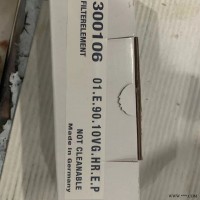 300106
FILTERELEMENT
01.E.90.10VG.HR.E.P
NOT CLEANABLE
Made in Germany